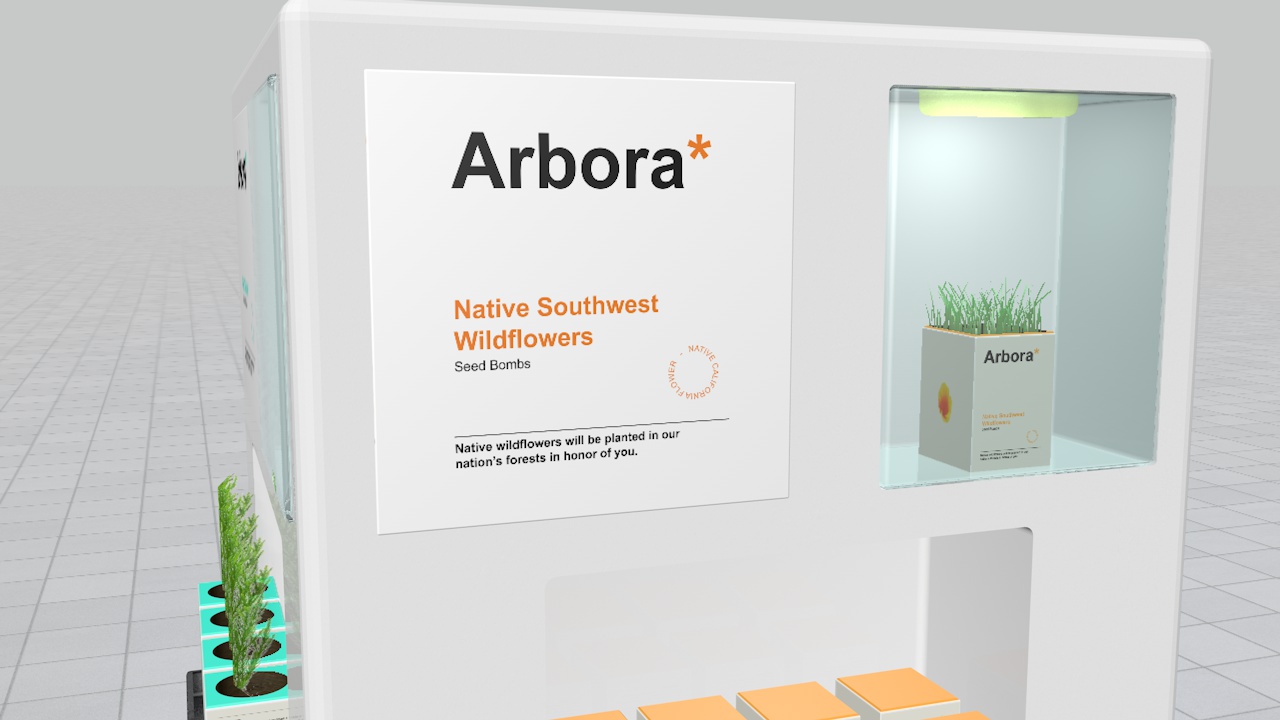 Arbora*
Native Southwest
Wildflowers
Seed Bombs
NATIVE CALIFORNIA FLOWER
Native wildflowers will be planted in our
nation's forests in honor of you.
Arbora*
Native Southwest
Wildflowers